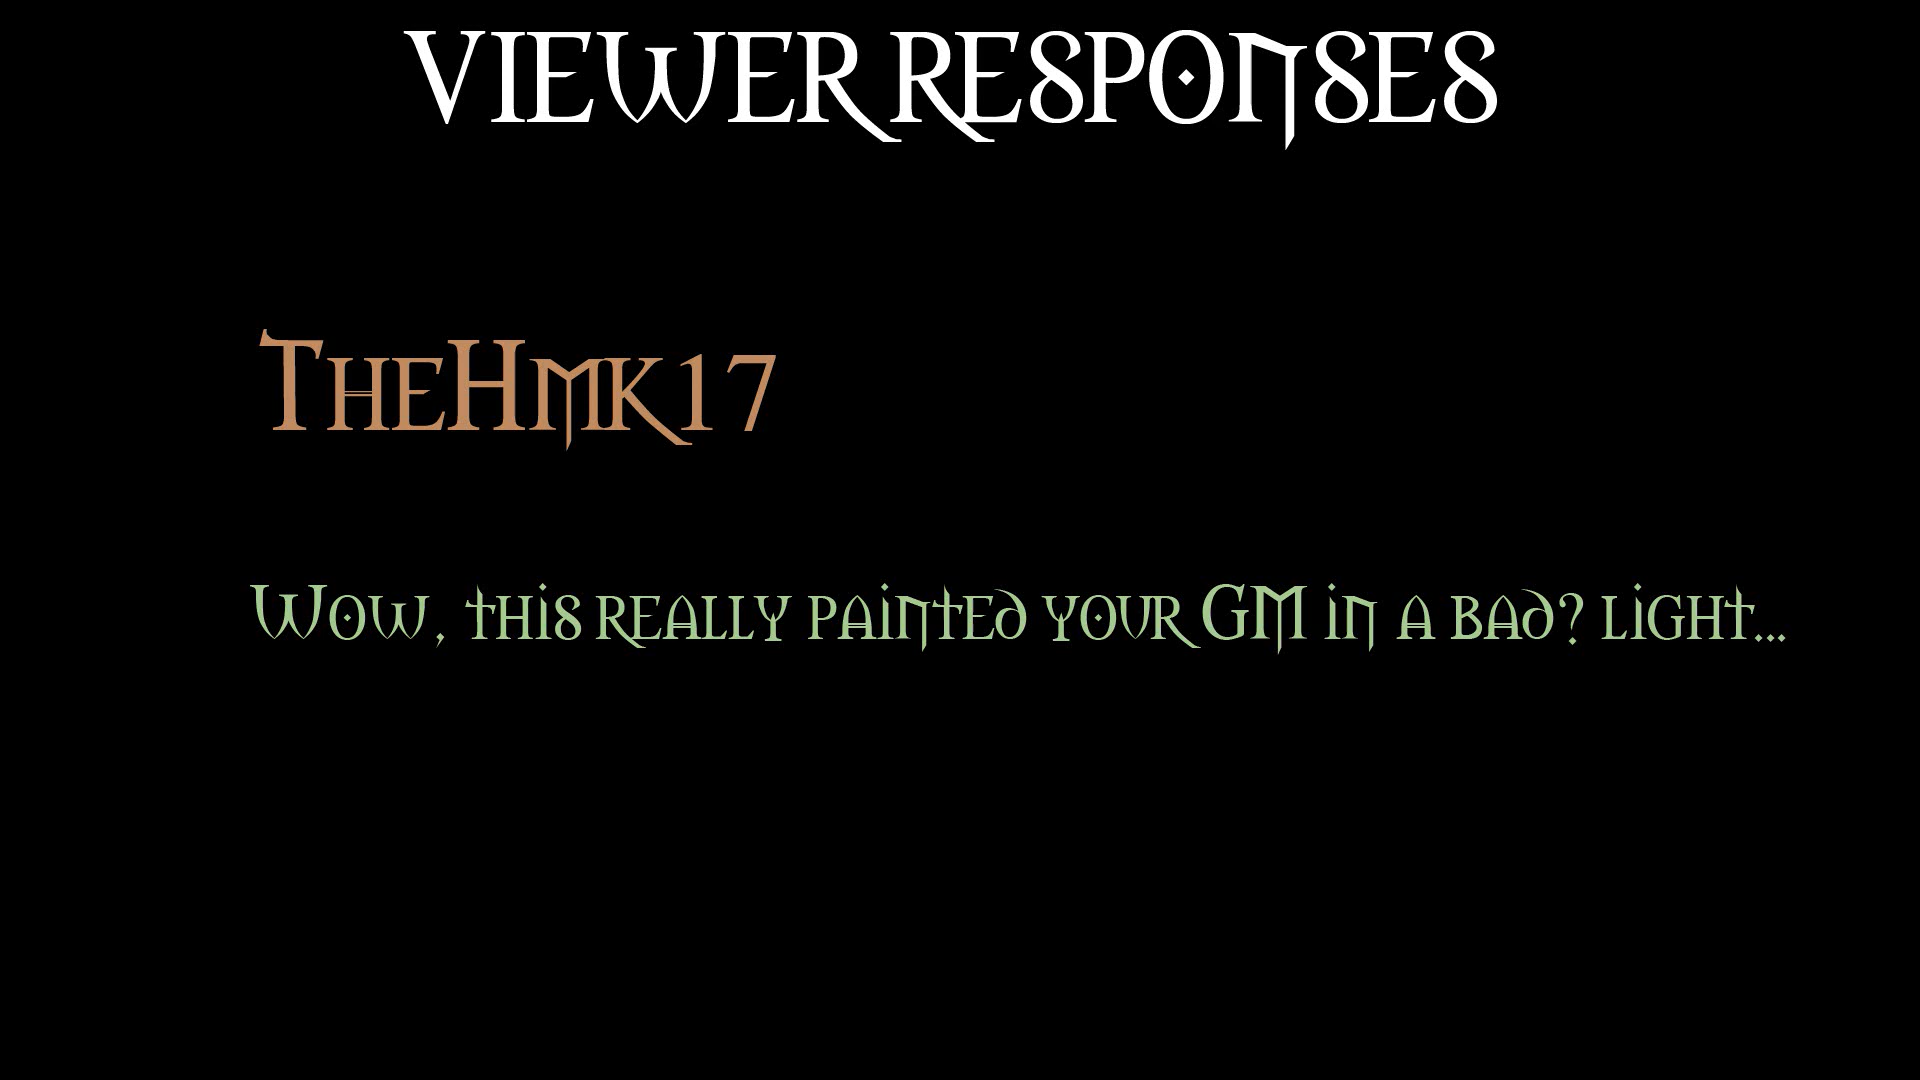 VIEWER RESPONSES
TheHmk17
Wow, this really painted your GM in a bad? light...